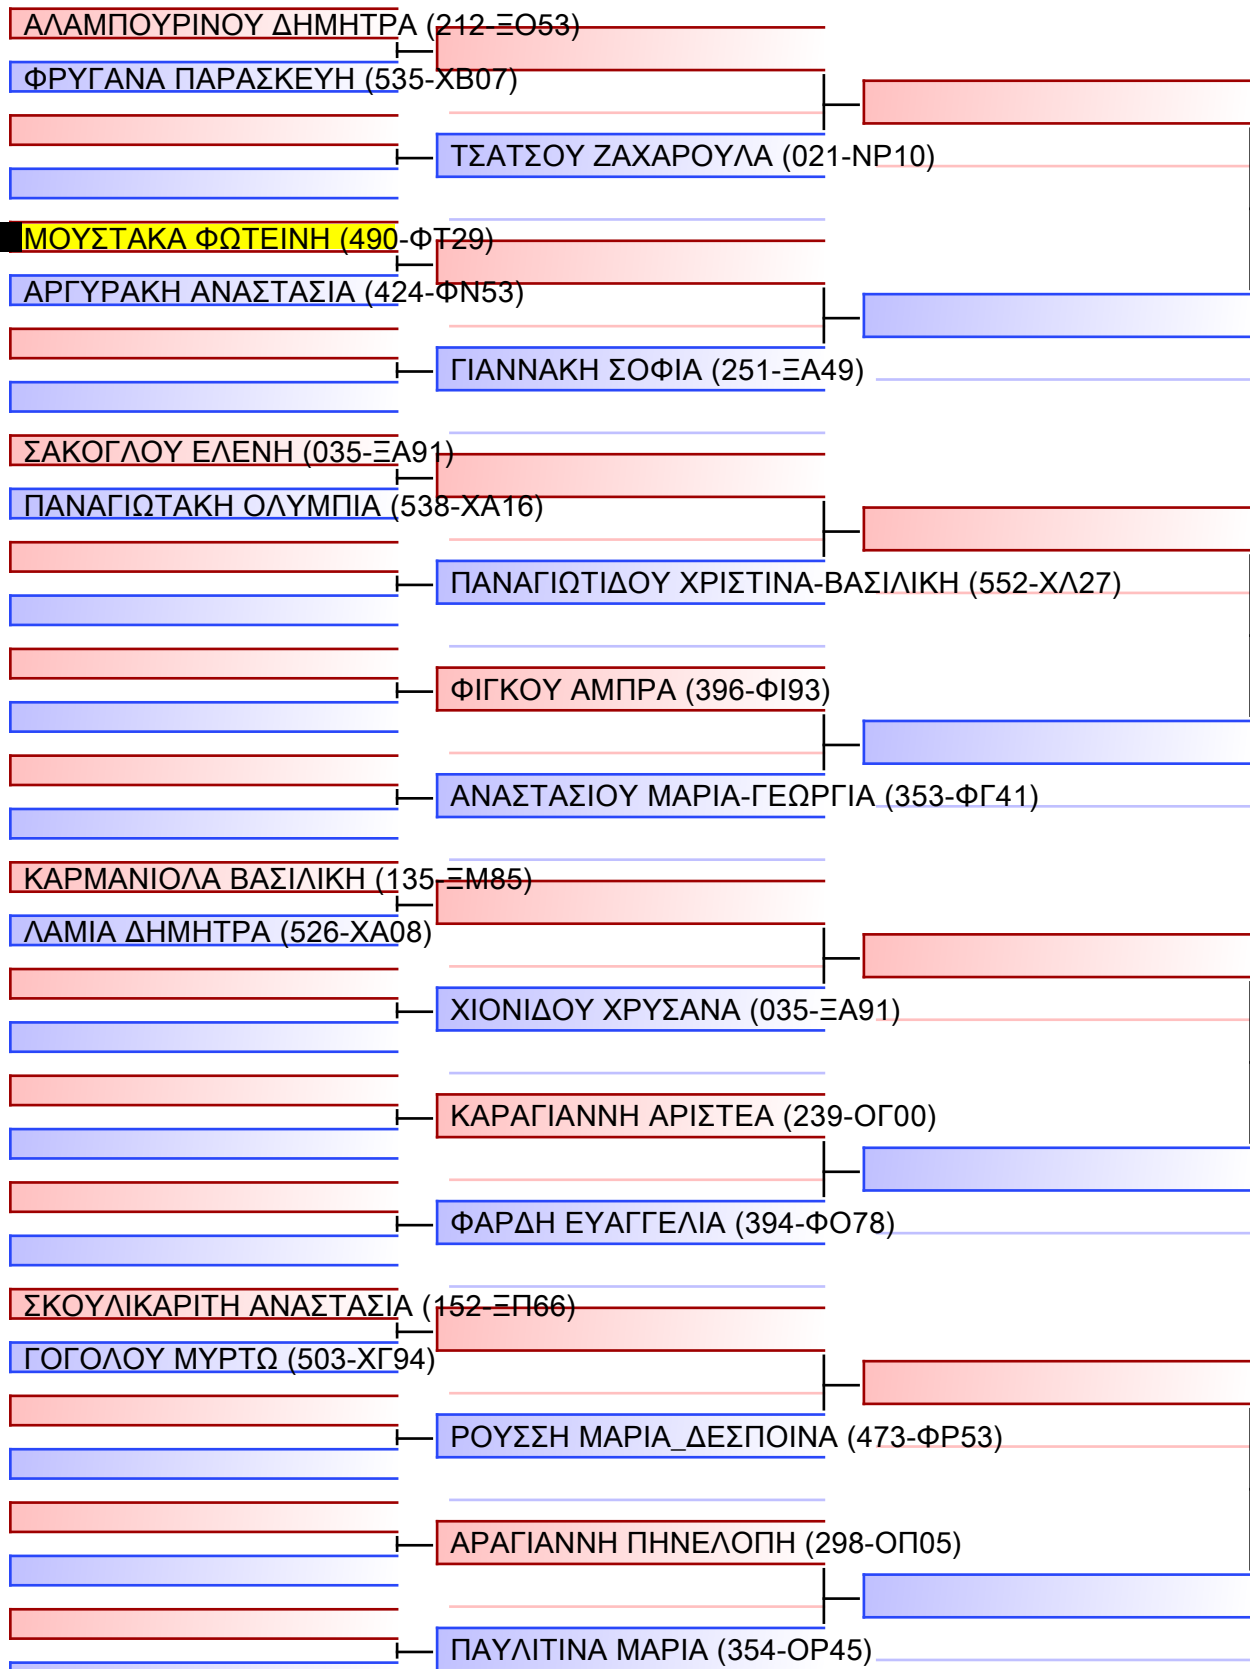 ΑΛΑΜΠΟΥΡΙΝΟΥ ΔΗΜΗΤΡΑ (212-ΞΟ53)
ΦΡΥΓΑΝΑ ΠΑΡΑΣΚΕΥΗ (535-ΧΒ07)
ΤΣΑΤΣΟΥ ΖΑΧΑΡΟΥΛΑ (021-ΝΡ10)
ΜΟΥΣΤΑΚΑ ΦΩΤΕΙΝΗ (490-ΦΤ29)
ΑΡΓΥΡΑΚΗ ΑΝΑΣΤΑΣΙΑ (424-ΦΝ53)
ΓΙΑΝΝΑΚΗ ΣΟΦΙΑ (251-ΞΑ49)
ΣΑΚΟΓΛΟΥ ΕΛΕΝΗ (035-ΞΑ91)
ΠΑΝΑΓΙΩΤΑΚΗ ΟΛΥΜΠΙΑ (538-ΧΑ16)
ΠΑΝΑΓΙΩΤΙΔΟΥ ΧΡΙΣΤΙΝΑ-ΒΑΣΙΛΙΚΗ (552-ΧΛ27)
ΦΙΓΚΟΥ ΑΜΠΡΑ (396-ΦΙ93)
ΑΝΑΣΤΑΣΙΟΥ ΜΑΡΙΑ-ΓΕΩΡΓΙΑ (353-ΦΓ41)
ΚΑΡΜΑΝΙΟΛΑ ΒΑΣΙΛΙΚΗ (135-ΞΜ85)
ΛΑΜΙΑ ΔΗΜΗΤΡΑ (526-ΧΑ08)
ΧΙΟΝΙΔΟΥ ΧΡΥΣΑΝΑ (035-ΞΑ91)
ΚΑΡΑΓΙΑΝΝΗ ΑΡΙΣΤΕΑ (239-ΟΓ00)
ΦΑΡΔΗ ΕΥΑΓΓΕΛΙΑ (394-ΦΟ78)
ΣΚΟΥΛΙΚΑΡΙΤΗ ΑΝΑΣΤΑΣΙΑ (152-ΞΠ66)
ΓΟΓΟΛΟΥ ΜΥΡΤΩ (503-ΧΓ94)
ΡΟΥΣΣΗ ΜΑΡΙΑ_ΔΕΣΠΟΙΝΑ (473-ΦΡ53)
ΑΡΑΓΙΑΝΝΗ ΠΗΝΕΛΟΠΗ (298-ΟΠ05)
ΠΑΥΛΙΤΙΝΑ ΜΑΡΙΑ (354-ΟΡ45)